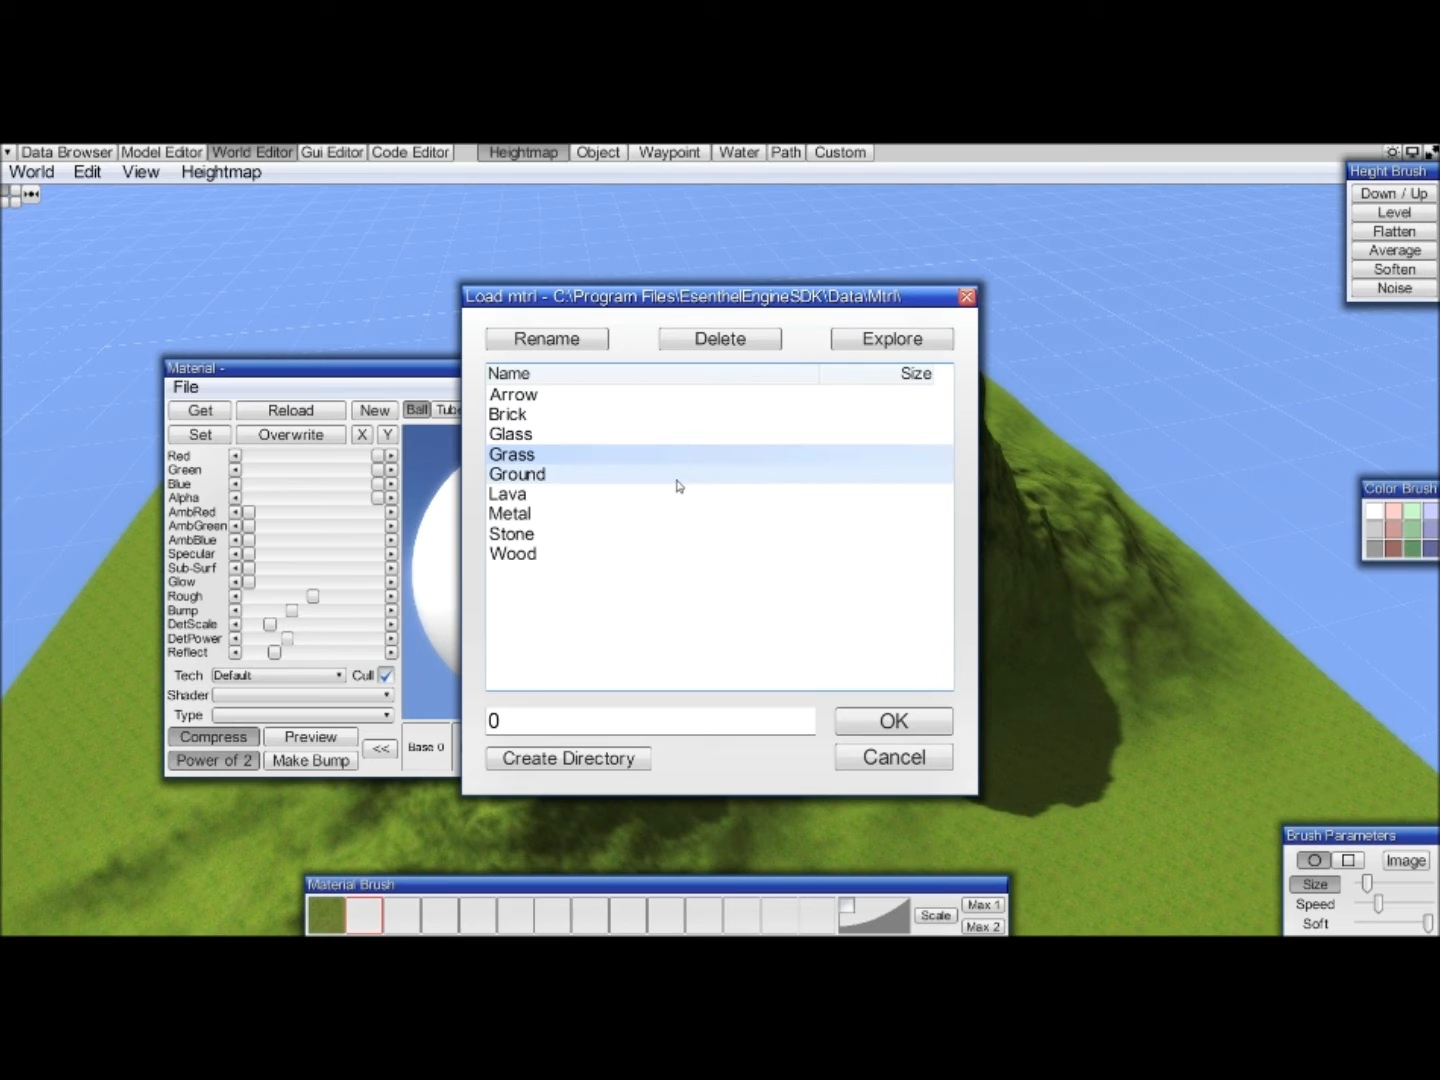 Data Browser Model Editor World Editor Gui Editor Code Editor Heightmap Object Waypoint Water Path Custom
World Edit View Heightmap
Height Brush
Down / Up
Level
Flatten
Average
Soften
Noise
Load mtrl - C:\Program Files\EsenthelEngineSDK\Data\Mtrl\
Rename Delete Explore
Name Size
Arrow
Brick
Glass
Grass
Ground
Lava
Metal
Stone
Wood
0 OK
Create Directory Cancel
Material -
File
Get Reload New Ball Tube
Set Overwrite X Y
Red
Green
Blue
Alpha
AmbRed
AmbGreen
AmbBlue
Specular
Sub-Surf
Glow
Rough
Bump
DetScale
DetPower
Reflect
Tech Default Cull
Shader
Type
Compress Preview << Base 0
Power of 2 Make Bump
Color Brush
Brush Parameters
Image
Size
Speed
Soft
Material Brush
Scale Max 1
Max 2